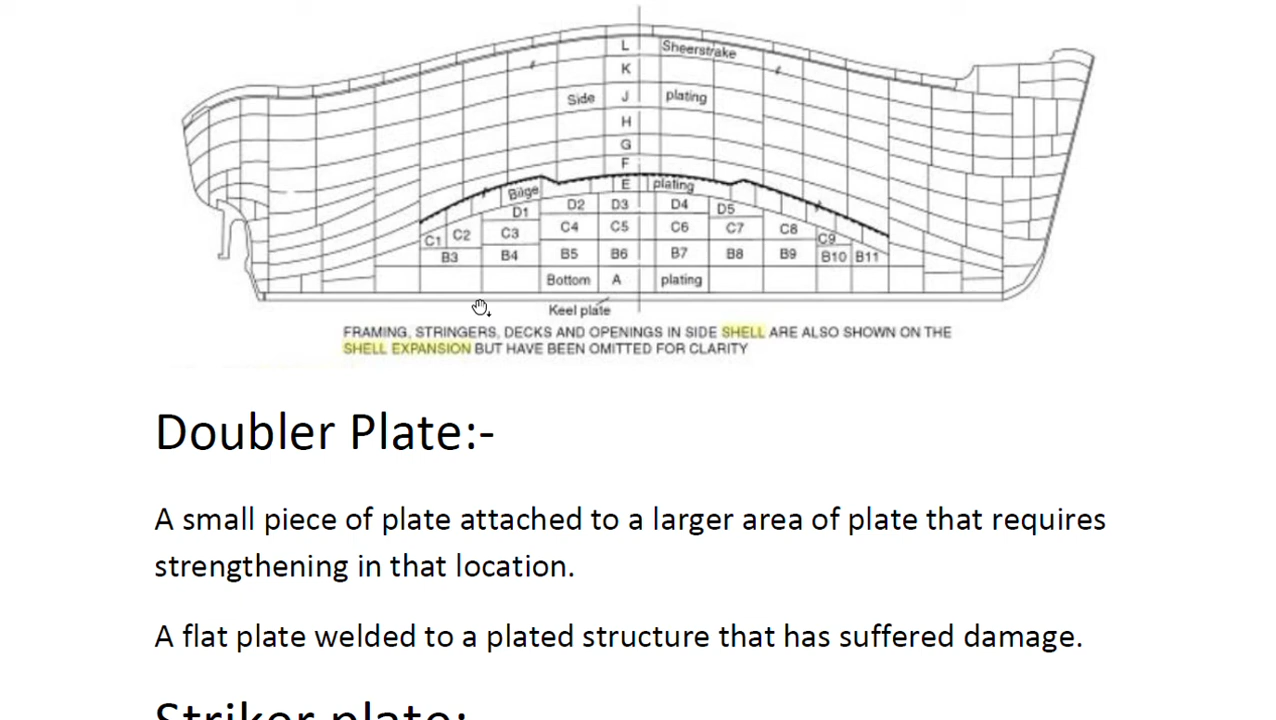 L Sheerstrake
K
Side J plating
H
G
F
Bilge E plating
D1 D2 D3 D4 D5
C1 C2 C3 C4 C5 C6 C7 C8 C9
B3 B4 B5 B6 B7 B8 B9 B10 B11
Bottom A plating
Keel plate
FRAMING, STRINGERS, DECKS AND OPENINGS IN SIDE SHELL ARE ALSO SHOWN ON THE
SHELL EXPANSION BUT HAVE BEEN OMITTED FOR CLARITY
Doubler Plate:-
A small piece of plate attached to a larger area of plate that requires
strengthening in that location.
A flat plate welded to a plated structure that has suffered damage.
Striker plate: